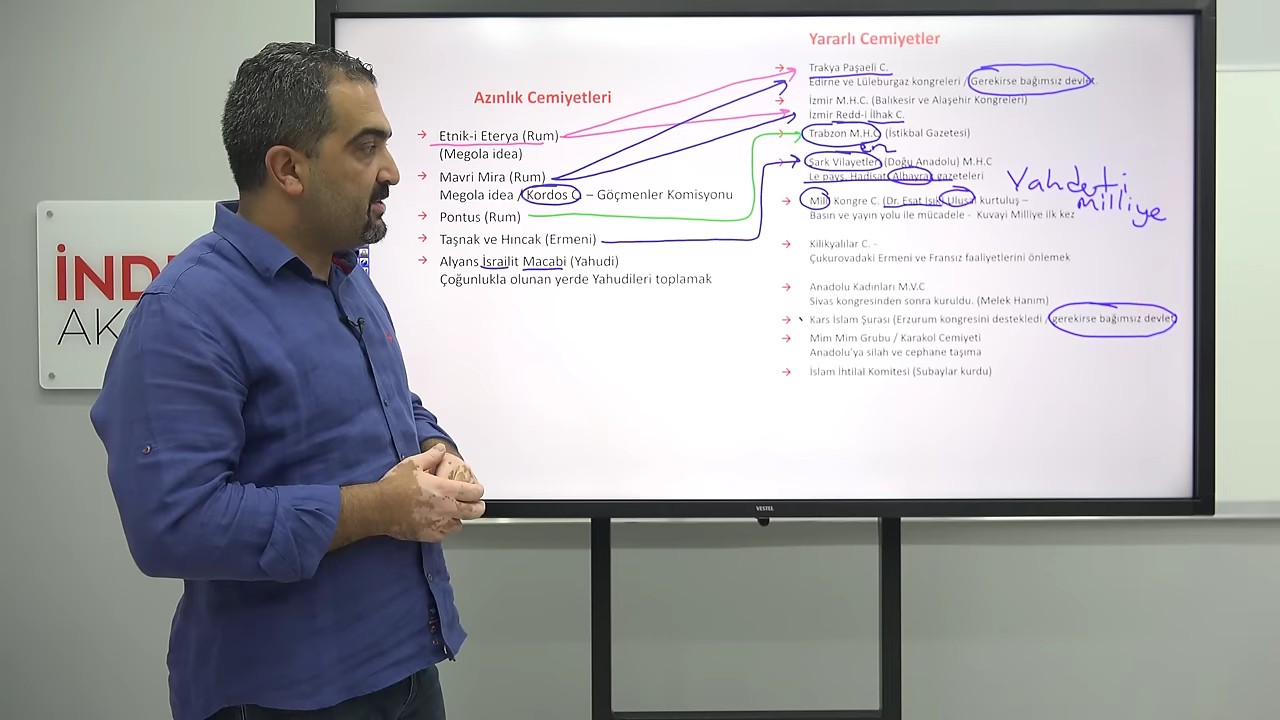 İND
AK
Azınlık Cemiyetleri
Etnik-i Eterya (Rum)
(Megola idea)
Mavri Mira (Rum)
Megola idea / Kordos C – Göçmenler Komisyonu
Pontus (Rum)
Taşnak ve Hıncak (Ermeni)
Alyans İsrailit Macabi (Yahudi)
Çoğunlukla olunan yerde Yahudileri toplamak
Yararlı Cemiyetler
Trakya Paşaeli C.
Edirne ve Lüleburgaz kongreleri / Gerekirse bağımsız devlet.
İzmir M.H.C. (Balıkesir ve Alaşehir Kongreleri)
İzmir Redd-i İlhak C.
Trabzon M.H.C (İstikbal Gazetesi)
Şark Vilayetleri (Doğu Anadolu) M.H.C
Le pays, Hadisat, Albayrak gazeteleri
Milli Kongre C. (Dr. Esat Işık) Ulusal kurtuluş –
Basın ve yayın yolu ile mücadele - Kuvayi Milliye ilk kez
Vahdeti
Milliye
Kilikyalılar C. -
Çukurovadaki Ermeni ve Fransız faaliyetlerini önlemek
Anadolu Kadınları M.V.C
Sivas kongresinden sonra kuruldu. (Melek Hanım)
Kars İslam Şurası (Erzurum kongresini destekledi / gerekirse bağımsız devlet
Mim Mim Grubu / Karakol Cemiyeti
Anadolu'ya silah ve cephane taşıma
İslam İhtilal Komitesi (Subaylar kurdu)
VESTEL